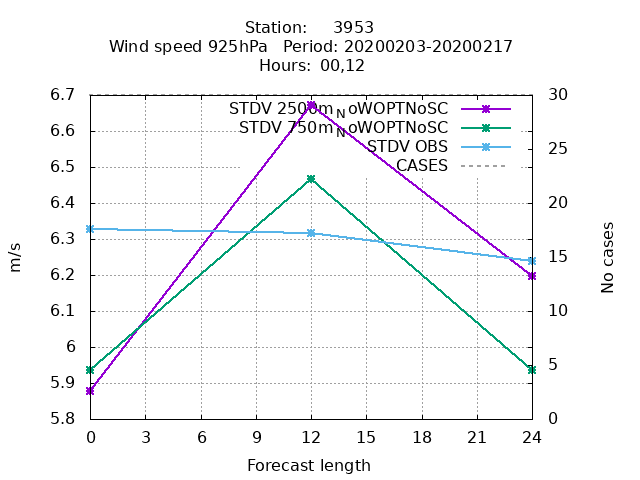 Station: 3953
Wind speed 925hPa Period: 20200203-20200217
Hours: 00,12
6.7
6.6
6.5
6.4
6.3
6.2
6.1
6
5.9
5.8
m/s
STDV 2500m_NoWOPTNoSC
STDV 750m_NoWOPTNoSC
STDV OBS
CASES
30
25
20
15
10
5
0
No cases
0 3 6 9 12 15 18 21 24
Forecast length